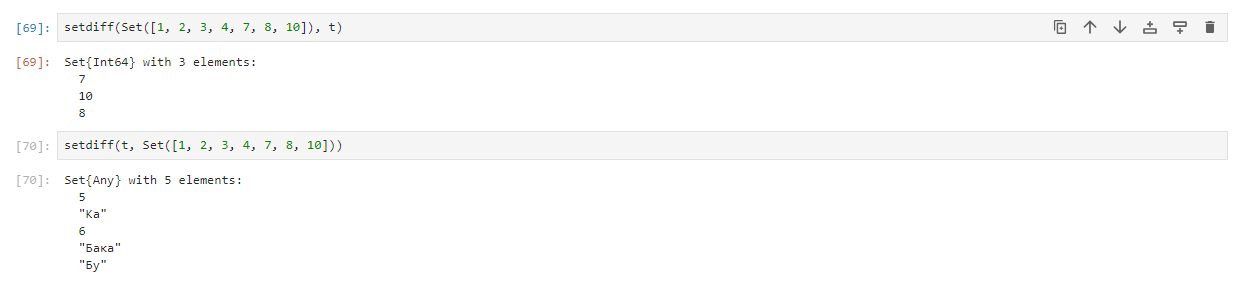 [69]: setdiff(Set([1, 2, 3, 4, 7, 8, 10]), t)
[69]: Set{Int64} with 3 elements:
7
10
8
[70]: setdiff(t, Set([1, 2, 3, 4, 7, 8, 10]))
[70]: Set{Any} with 5 elements:
5
"Ка"
6
"Бака"
"Бу"